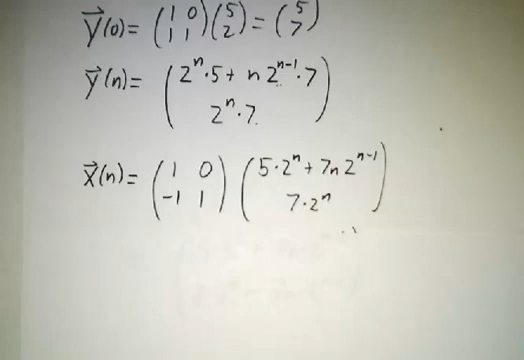 y⃗(0) = (1 0; 1 1)(5; 2) = (5; 7)
y⃗(n) = (2ⁿ·5 + n 2ⁿ⁻¹·7; 2ⁿ·7)
x⃗(n) = (1 0; -1 1)(5·2ⁿ + 7n 2ⁿ⁻¹; 7·2ⁿ)